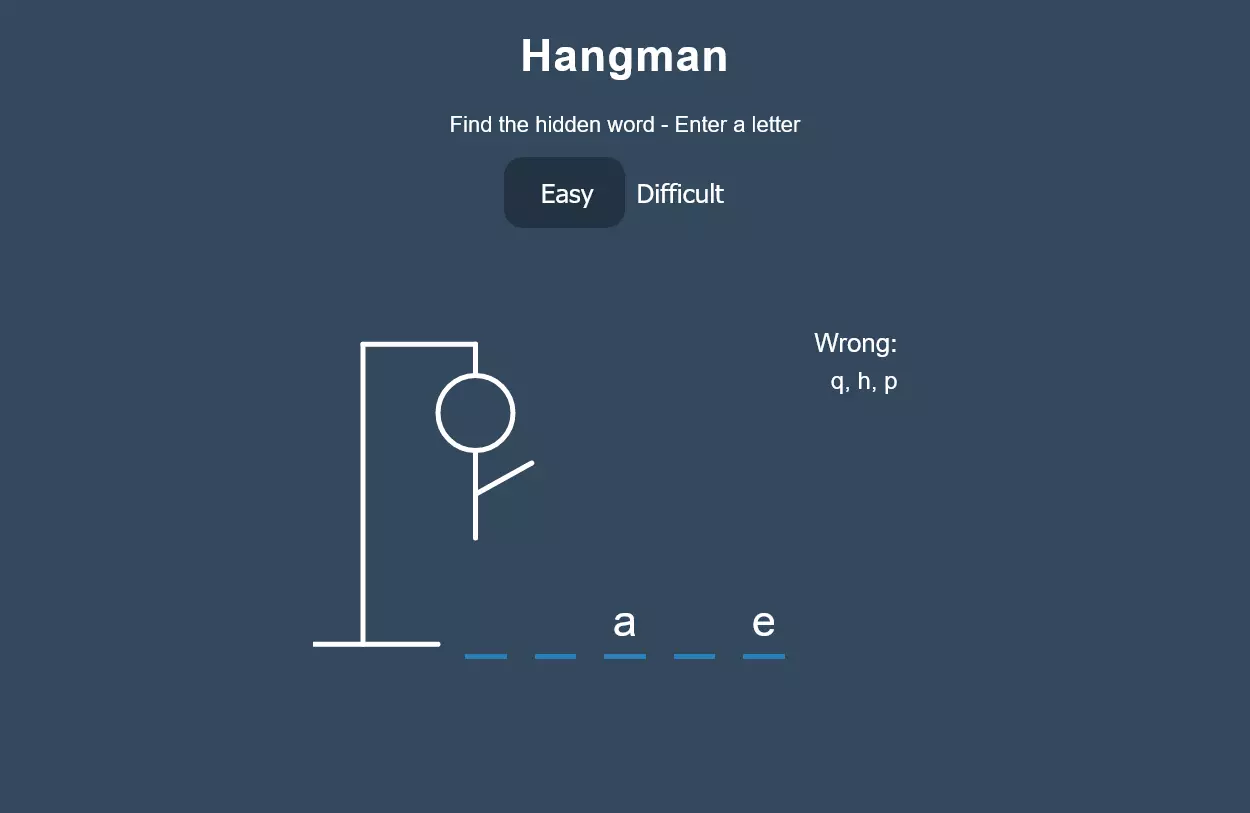 Hangman
Find the hidden word - Enter a letter
Easy Difficult
Wrong:
q, h, p
a e